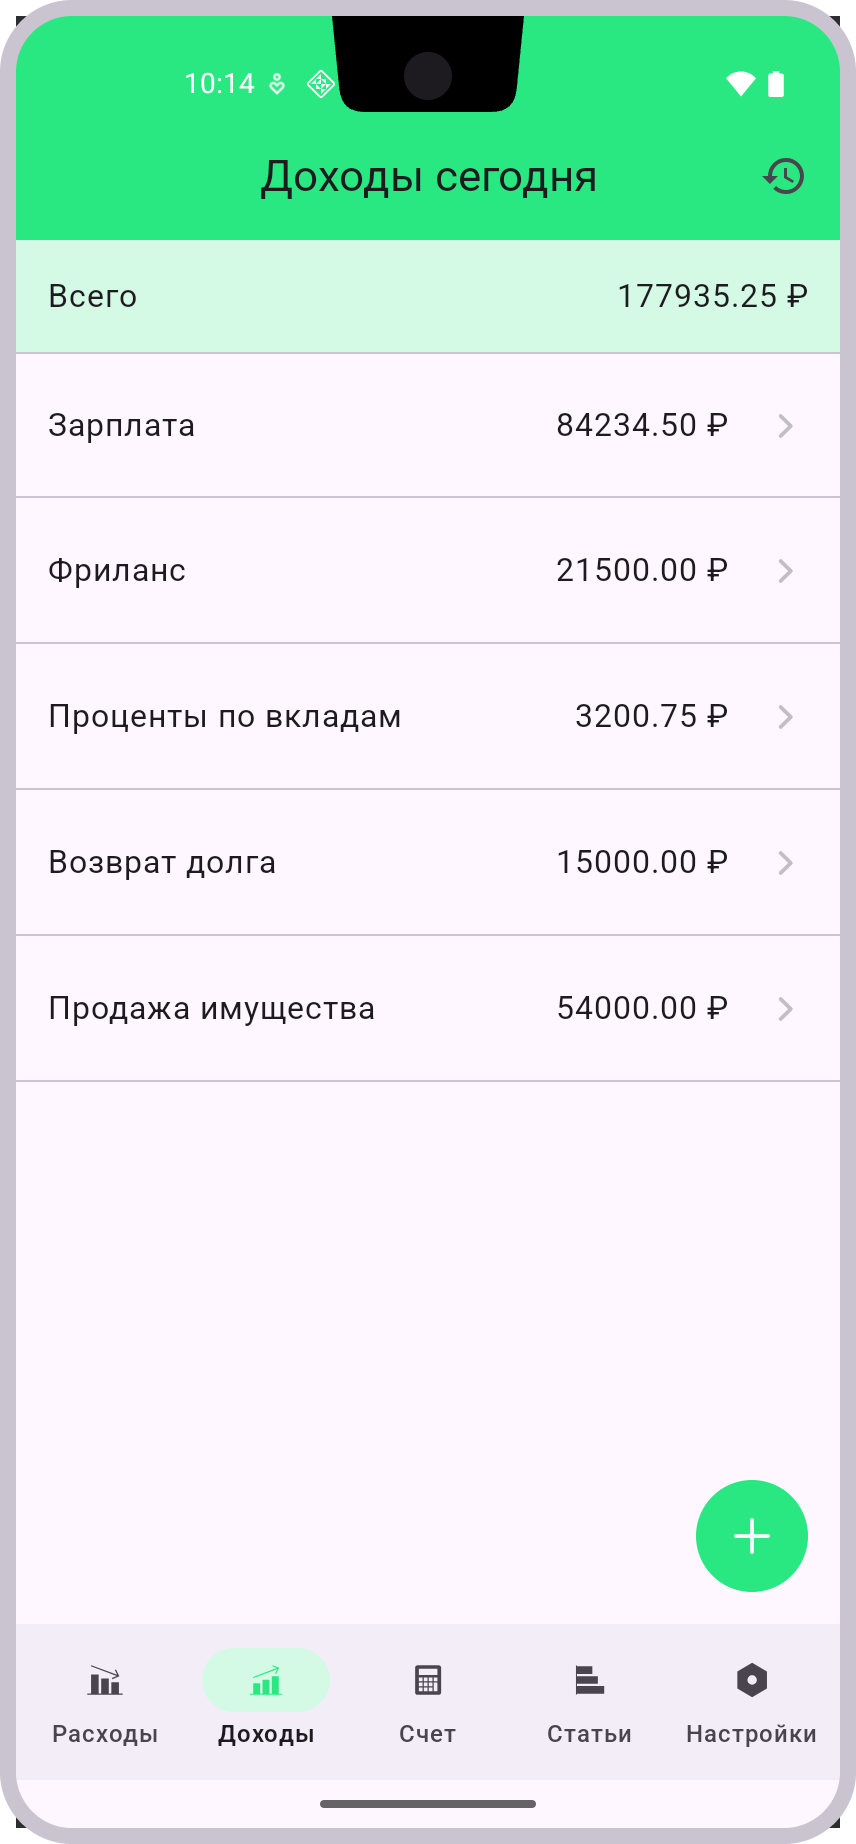 10:14
Доходы сегодня
Всего 177935.25 ₽
Зарплата 84234.50 ₽
Фриланс 21500.00 ₽
Проценты по вкладам 3200.75 ₽
Возврат долга 15000.00 ₽
Продажа имущества 54000.00 ₽
Расходы Доходы Счет Статьи Настройки